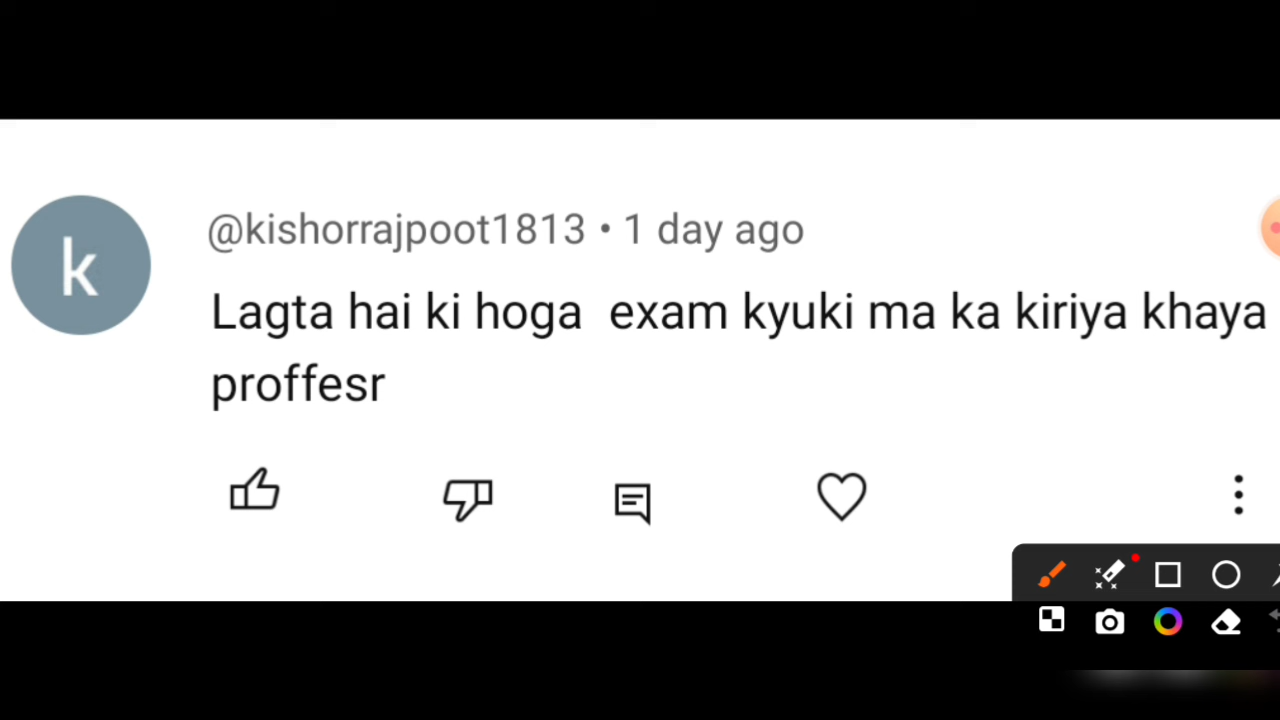 k
@kishorrajpoot1813 • 1 day ago
Lagta hai ki hoga exam kyuki ma ka kiriya khaya
proffesr